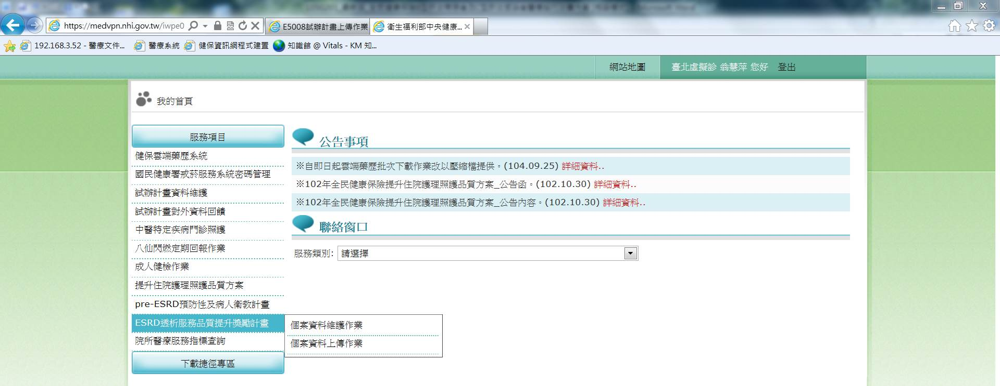 https://medvpn.nhi.gov.tw/iwpe0
E5008試辦計畫上傳作業
衛生福利部中央健康...
192.168.3.52 - 醫療文件...
醫療系統
健保資訊網程式建置
知識館 @ Vitals - KM 知...
網站地圖
臺北虛擬診 翁慧萍 您好
登出
我的首頁
服務項目
健保雲端藥歷系統
國民健康署戒菸服務系統密碼管理
試辦計畫資料維護
試辦計畫對外資料回饋
中醫特定疾病門診照護
八仙閃燃定期回報作業
成人健檢作業
提升住院護理照護品質方案
pre-ESRD預防性及病人衛教計畫
ESRD透析服務品質提升獎勵計畫
院所醫療服務指標查詢
下載捷徑專區
個案資料維護作業
個案資料上傳作業
公告事項
※自即日起雲端藥歷批次下載作業改以壓縮檔提供。(104.09.25) 詳細資料..
※102年全民健康保險提升住院護理照護品質方案_公告函。(102.10.30) 詳細資料..
※102年全民健康保險提升住院護理照護品質方案_公告內容。(102.10.30) 詳細資料..
聯絡窗口
服務類別: 請選擇